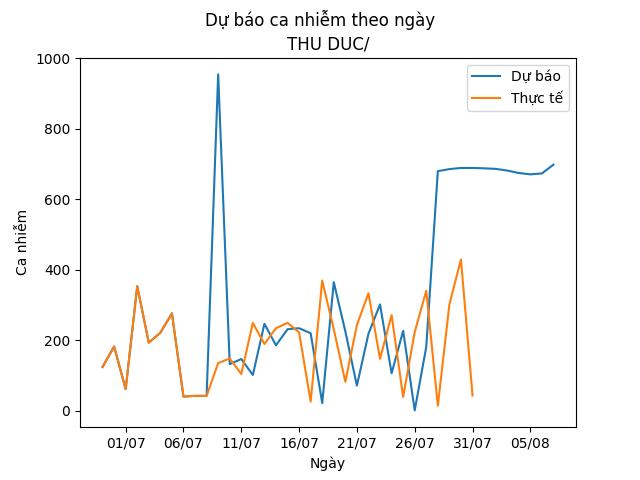 Dự báo ca nhiễm theo ngày
THU DUC/
Dự báo
Thực tế
Ca nhiễm
1000
800
600
400
200
0
01/07 06/07 11/07 16/07 21/07 26/07 31/07 05/08
Ngày